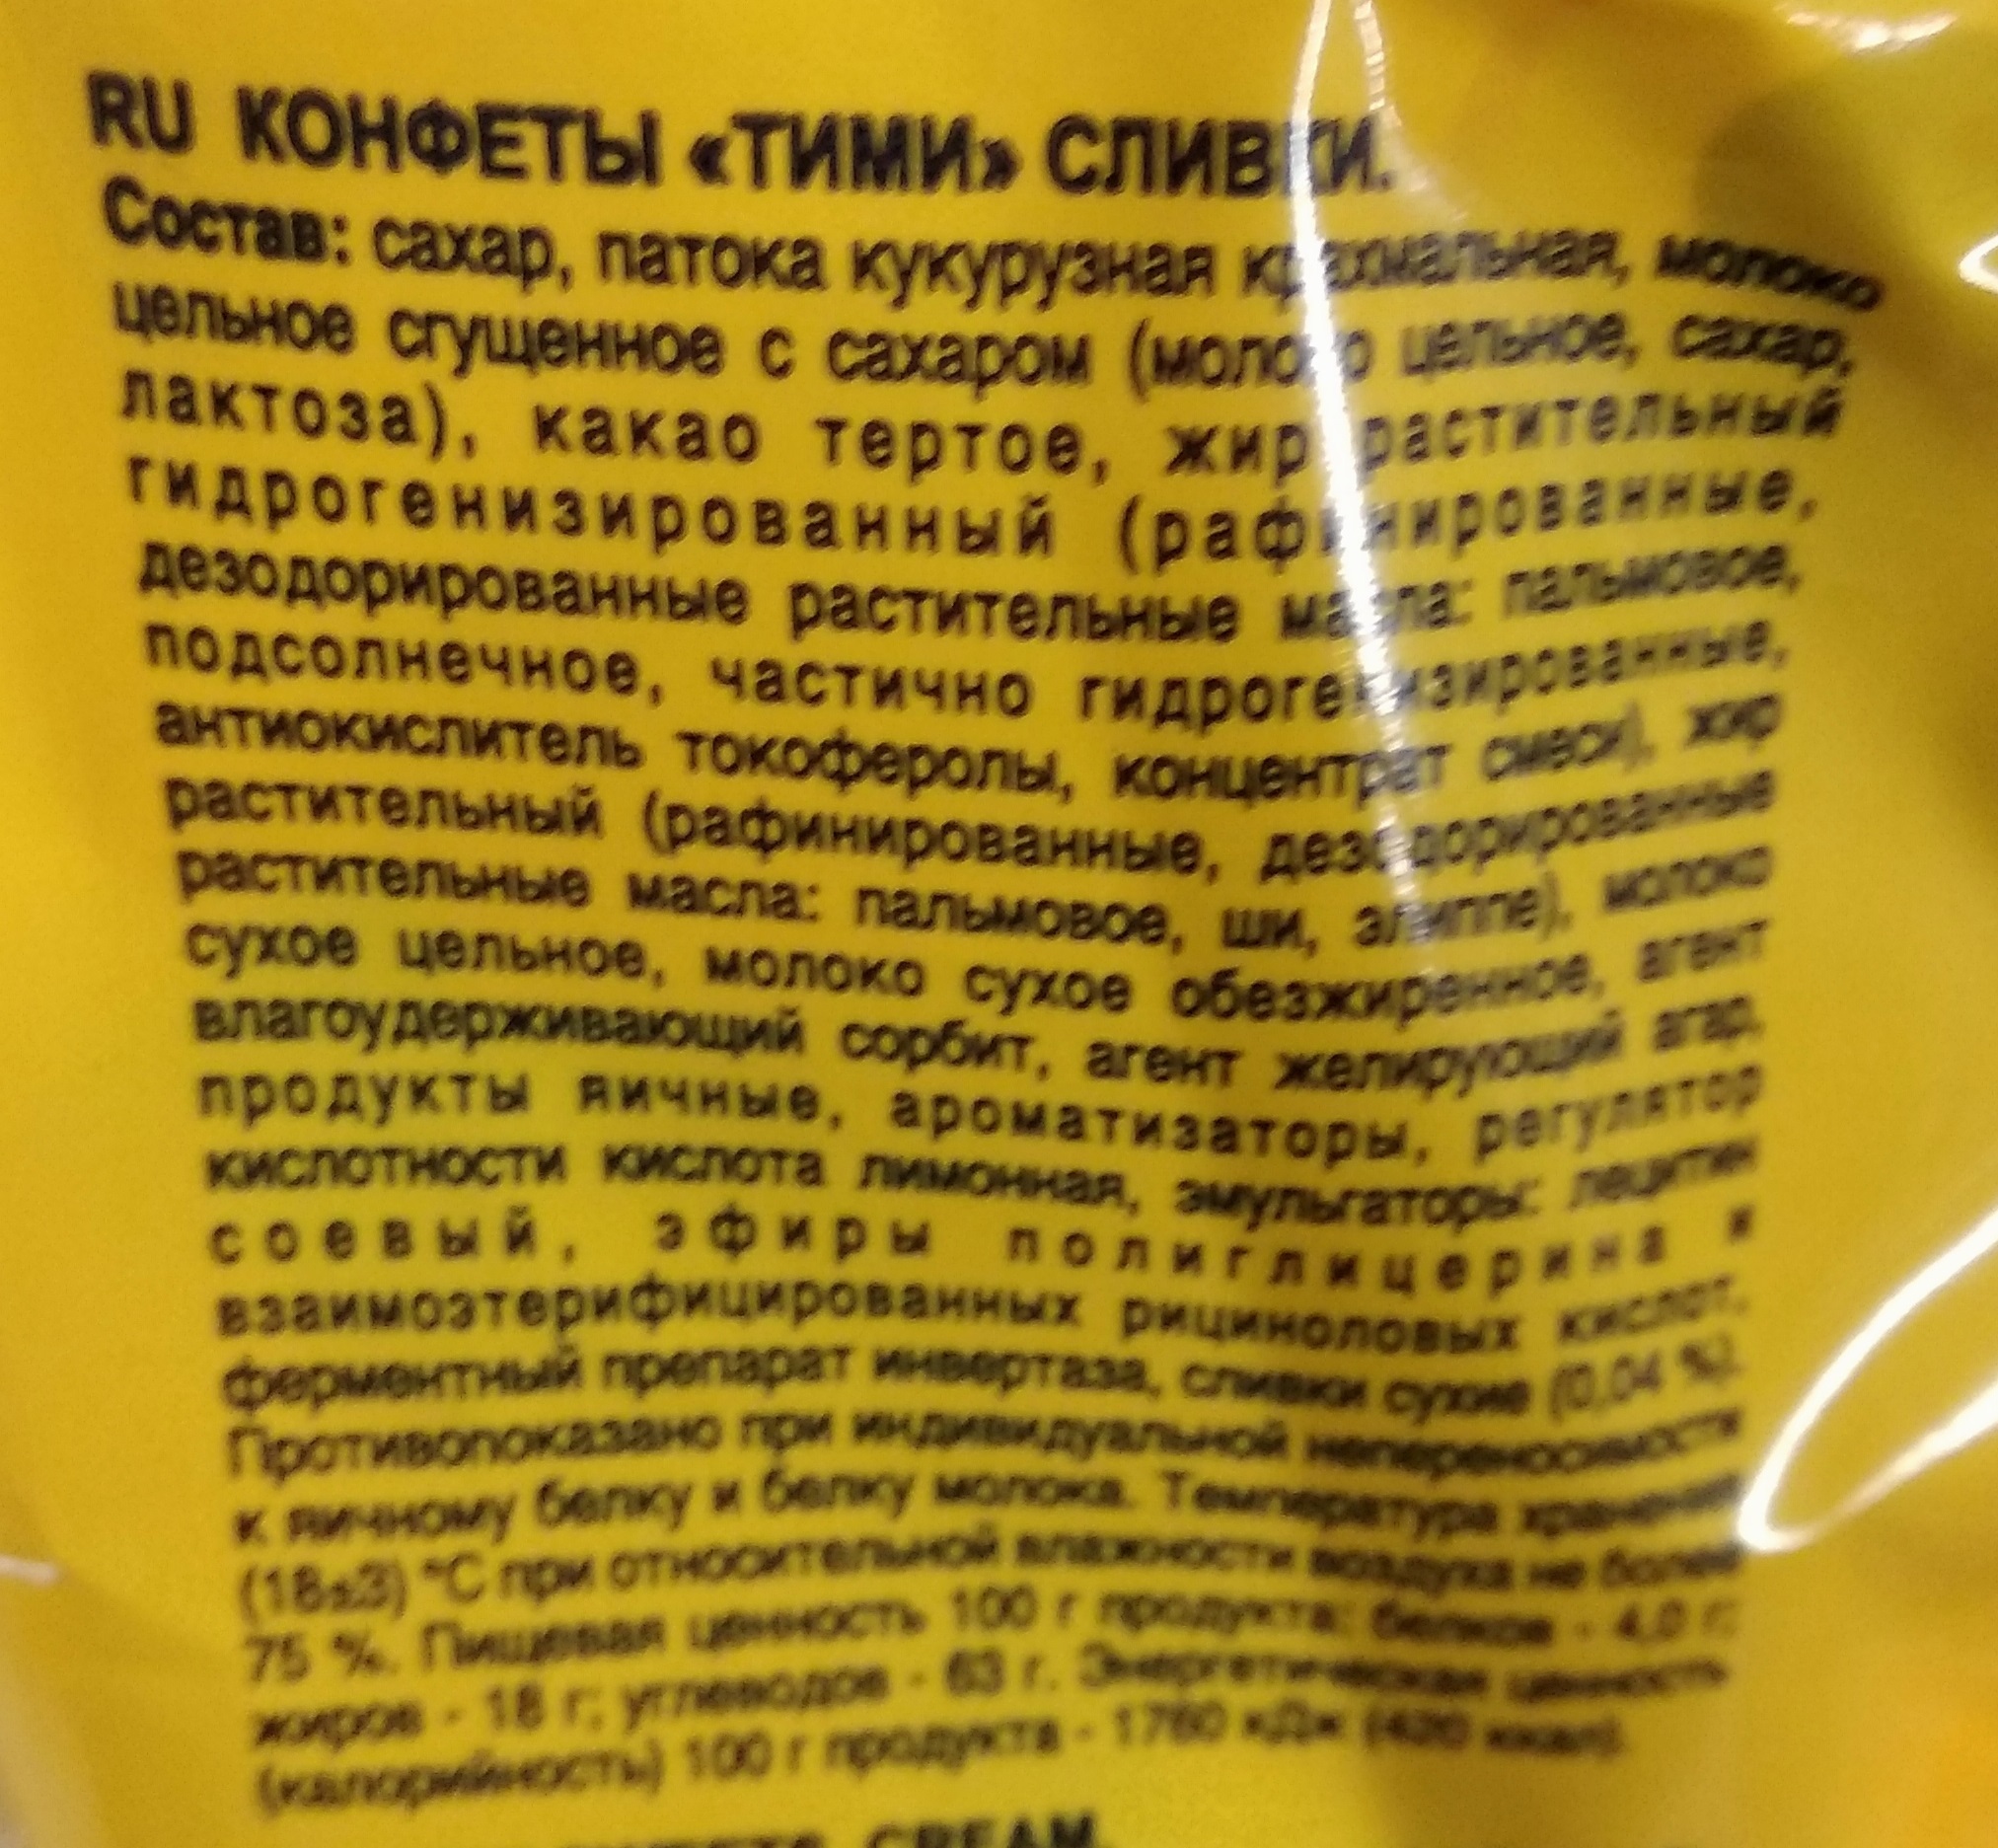 RU КОНФЕТЫ «ТИМИ» СЛИВКИ.
Состав: сахар, патока кукурузная крахмальная, молоко
цельное сгущенное с сахаром (молоко цельное, сахар,
лактоза), какао тертое, жир растительный
гидрогенизированный (рафинированные,
дезодорированные растительные масла: пальмовое,
подсолнечное, частично гидрогенизированные,
антиокислитель токоферолы, концентрат смеси), жир
растительный (рафинированные, дезодорированные
растительные масла: пальмовое, ши, элиппе), молоко
сухое цельное, молоко сухое обезжиренное, агент
влагоудерживающий сорбит, агент желирующий агар,
продукты яичные, ароматизаторы, регулятор
кислотности кислота лимонная, эмульгаторы: лецитин
соевый, эфиры полиглицерина и
взаимоэтерифицированных рициноловых кислот,
ферментный препарат инвертаза, сливки сухие (0,04 %).
Противопоказано при индивидуальной непереносимости
к яичному белку и белку молока. Температура хранения
(18±3) °С при относительной влажности воздуха не более
75 %. Пищевая ценность 100 г продукта: белков - 4,0 г;
жиров - 18 г; углеводов - 63 г. Энергетическая ценность
(калорийность) 100 г продукта - 1760 кДж (420 ккал).
CREAM.